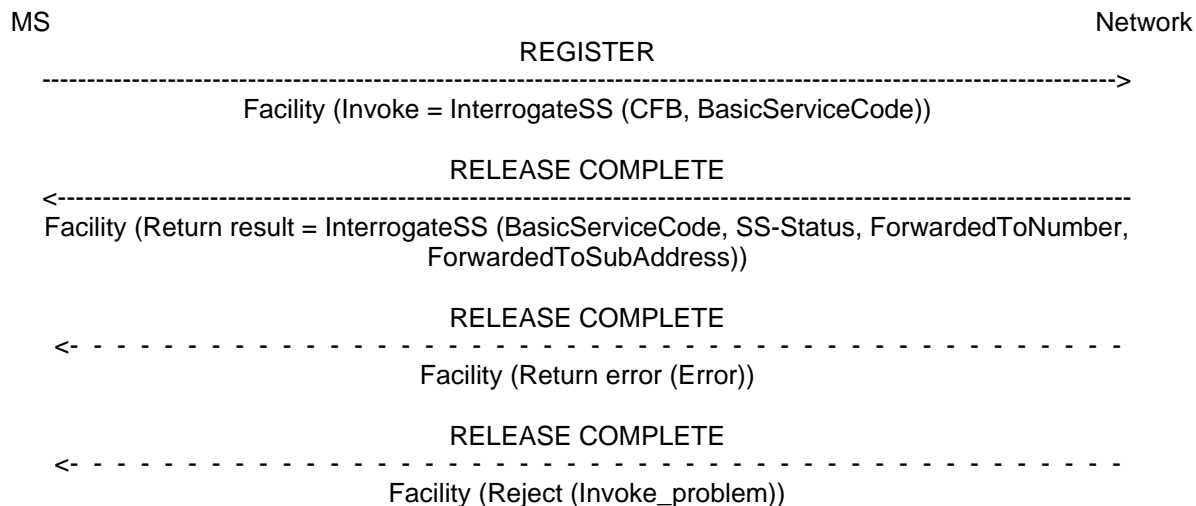 MS Network
REGISTER
Facility (Invoke = InterrogateSS (CFB, BasicServiceCode))
RELEASE COMPLETE
Facility (Return result = InterrogateSS (BasicServiceCode, SS-Status, ForwardedToNumber,
ForwardedToSubAddress))
RELEASE COMPLETE
Facility (Return error (Error))
RELEASE COMPLETE
Facility (Reject (Invoke_problem))